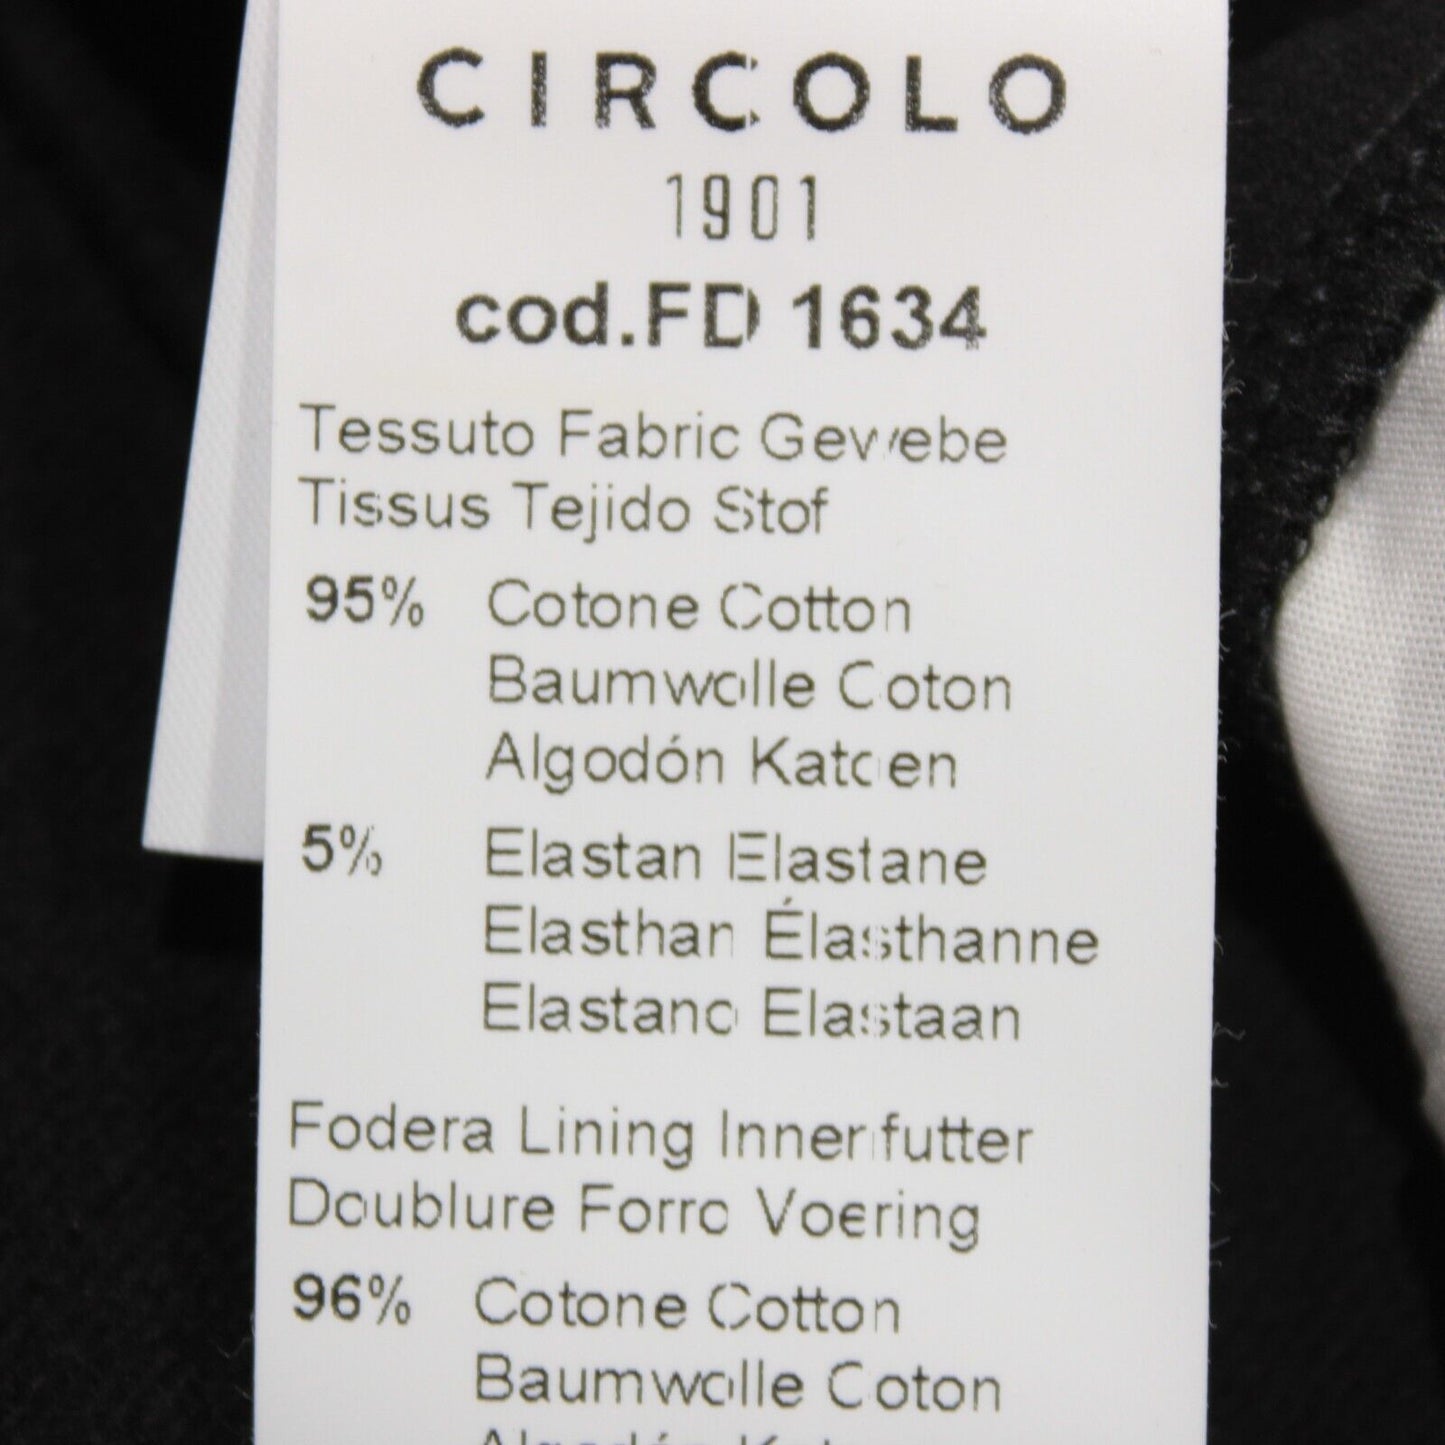 CIRCOLO
1901
cod.FD 1634
Tessuto Fabric Gewebe
Tissus Tejido Stof
95% Cotone Cotton
Baumwolle Coton
Algodón Katoen
5% Elastan Elastane
Elasthan Élasthanne
Elastano Elastaan
Fodera Lining Innenfutter
Doublure Forro Voering
96% Cotone Cotton
Baumwolle Coton